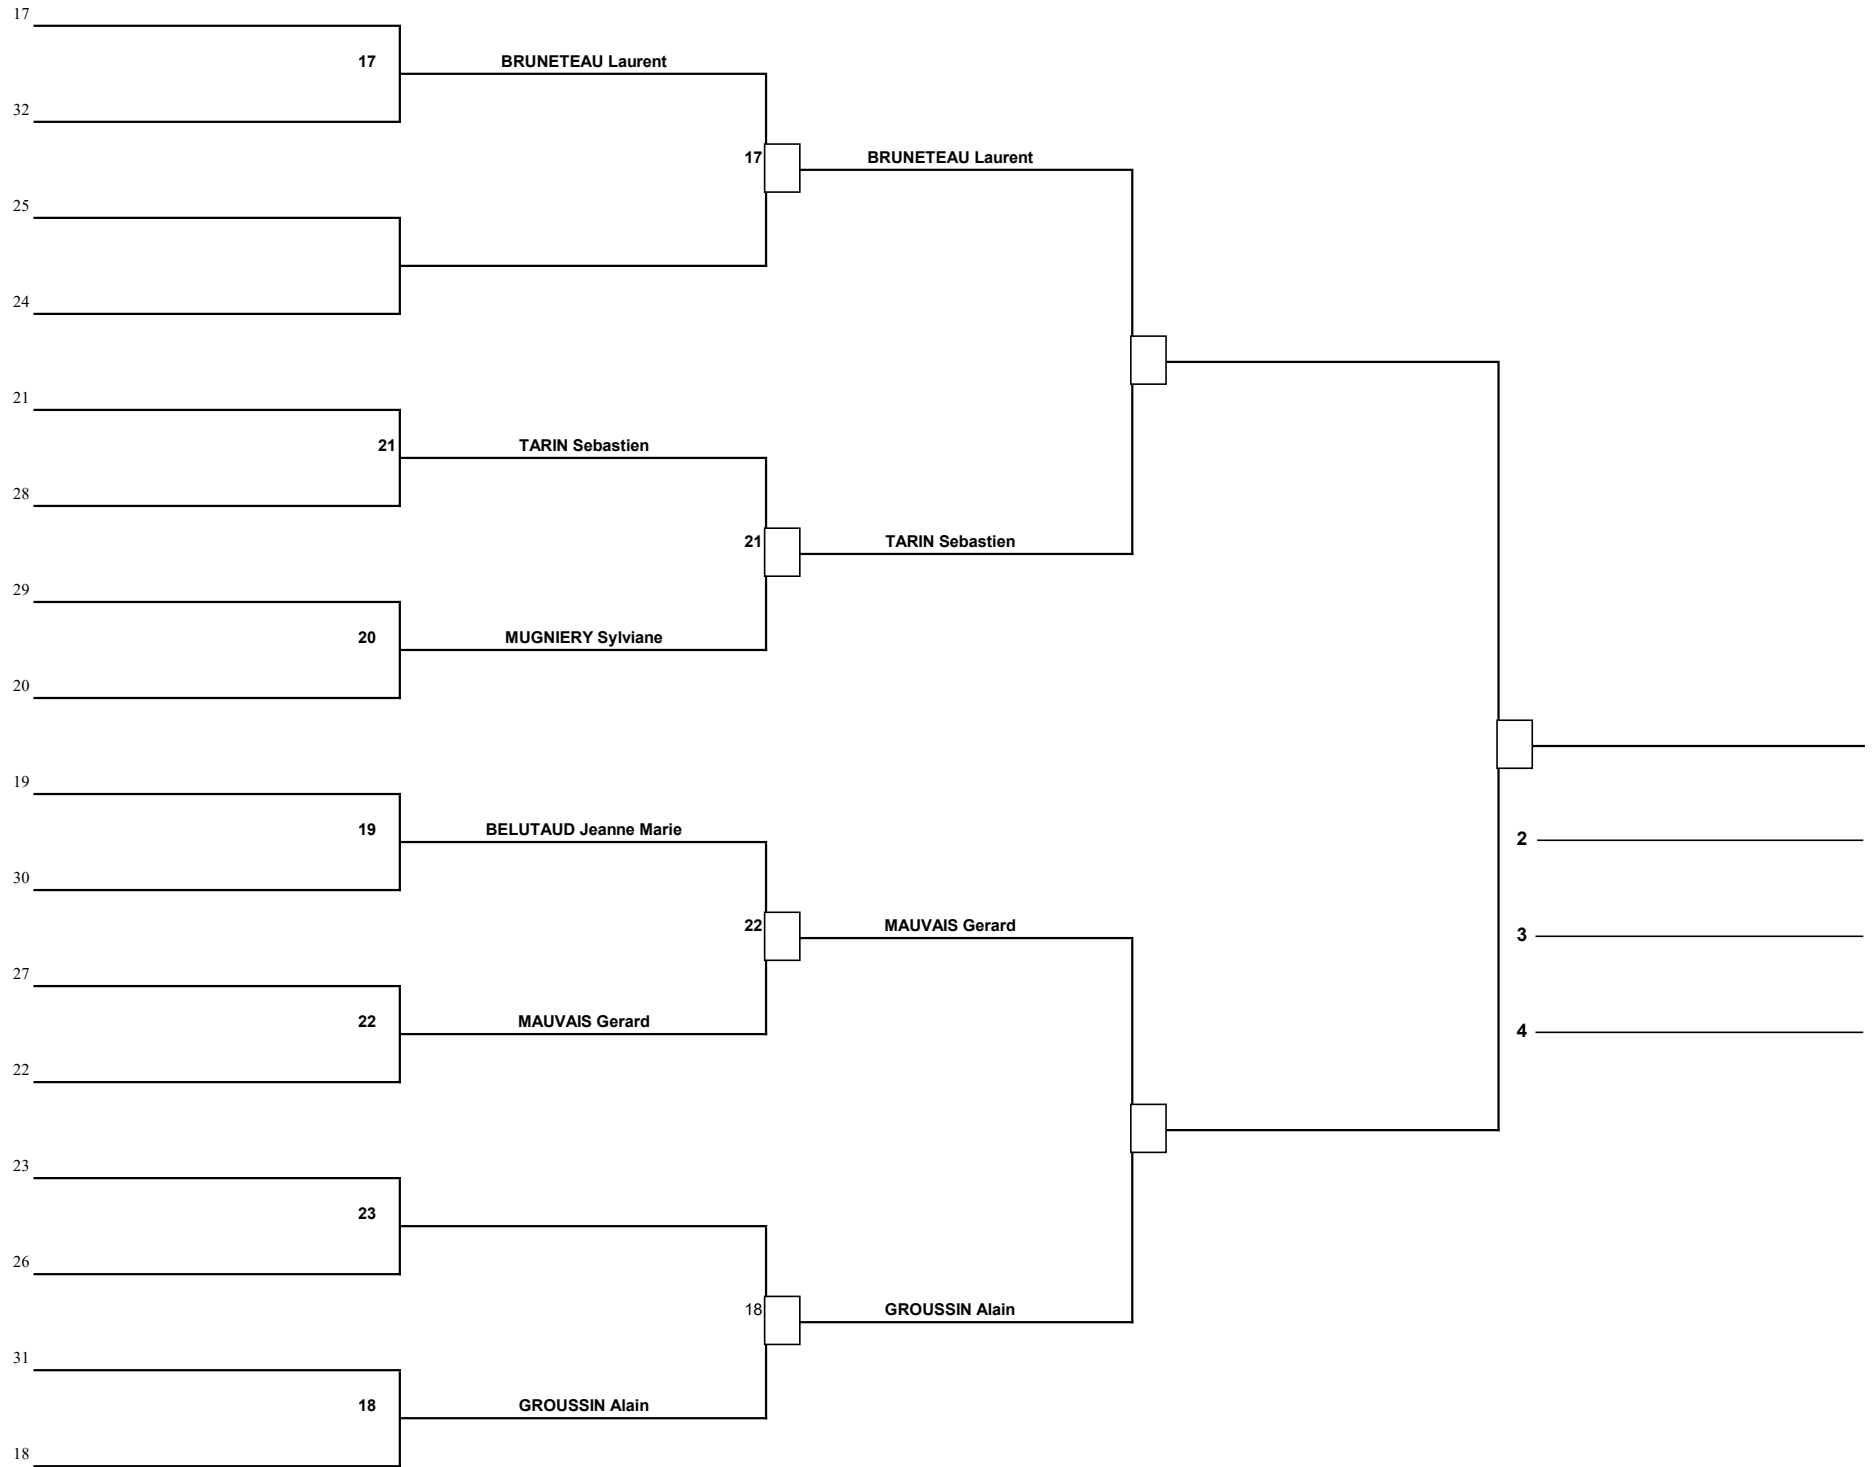 17
17 BRUNETEAU Laurent
32
17 BRUNETEAU Laurent
25
24
21
21 TARIN Sebastien
28
21 TARIN Sebastien
29
20 MUGNIERY Sylviane
20
19
19 BELUTAUD Jeanne Marie
2
30
22 MAUVAIS Gerard
3
27
22 MAUVAIS Gerard
4
22
23
23
26
18 GROUSSIN Alain
31
18 GROUSSIN Alain
18